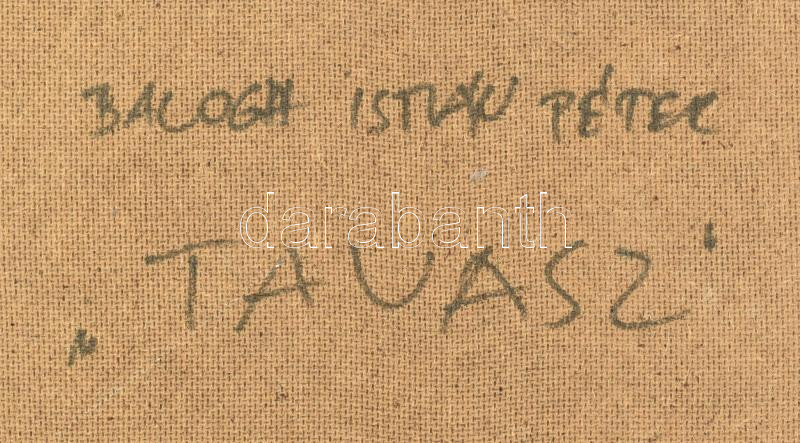 BALOGH ISTVÁN PÉTER
darabanth
„TAVASZ"